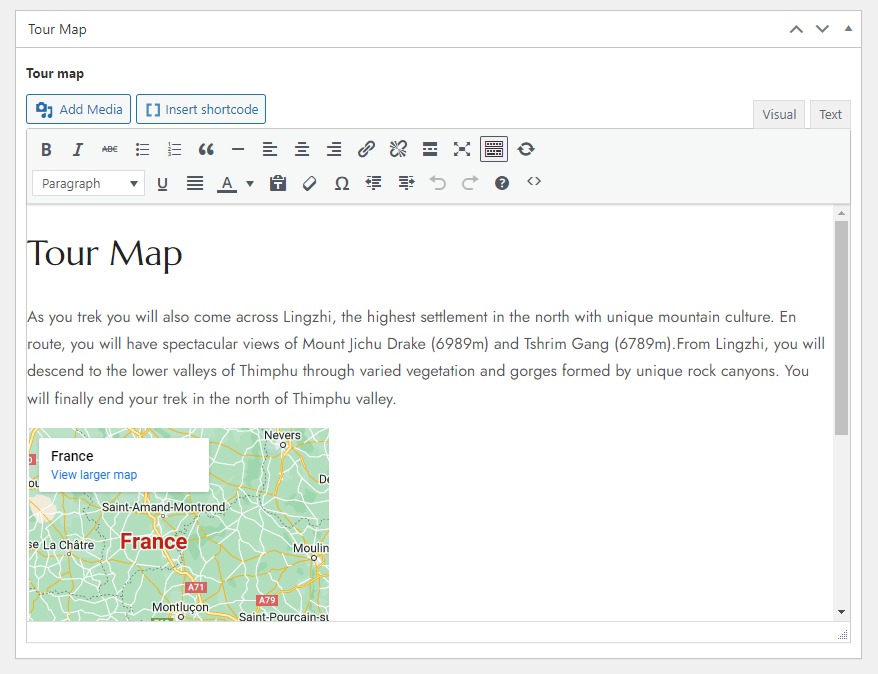 Tour Map
Tour map
Add Media
Insert shortcode
Visual
Text
B I ABC
Paragraph
U A T Ω ?
Tour Map
As you trek you will also come across Lingzhi, the highest settlement in the north with unique mountain culture. En
route, you will have spectacular views of Mount Jichu Drake (6989m) and Tshrim Gang (6789m).From Lingzhi, you will
descend to the lower valleys of Thimphu through varied vegetation and gorges formed by unique rock canyons. You
will finally end your trek in the north of Thimphu valley.
Nevers
France
View larger map
De
ou
Saint-Amand-Montrond
se La Châtre
France
Moulin
A71
A79
Montluçon
Saint-Pourçain-su